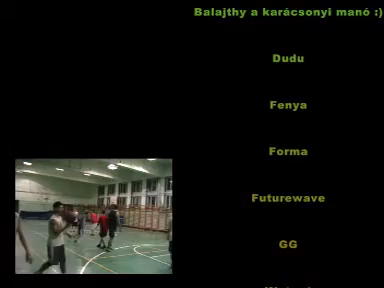 Balajthy a karácsonyi manó :)
Dudu
Fenya
Forma
Futurewave
GG